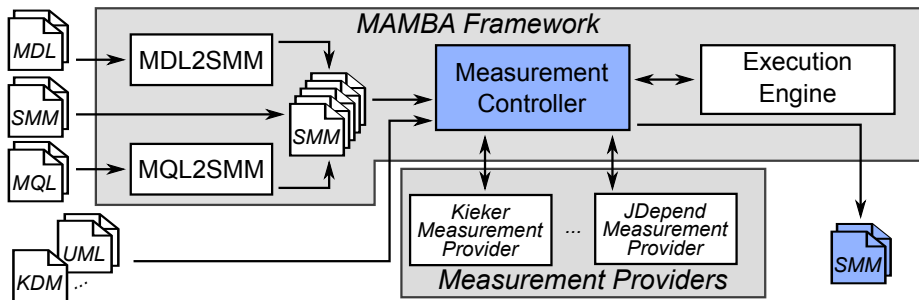 MAMBA Framework
MDL
MDL2SMM
Measurement
Controller
Execution
Engine
SMM
SMM
MQL
MQL2SMM
Kieker
Measurement
Provider
...
JDepend
Measurement
Provider
UML
KDM
...
Measurement Providers
SMM